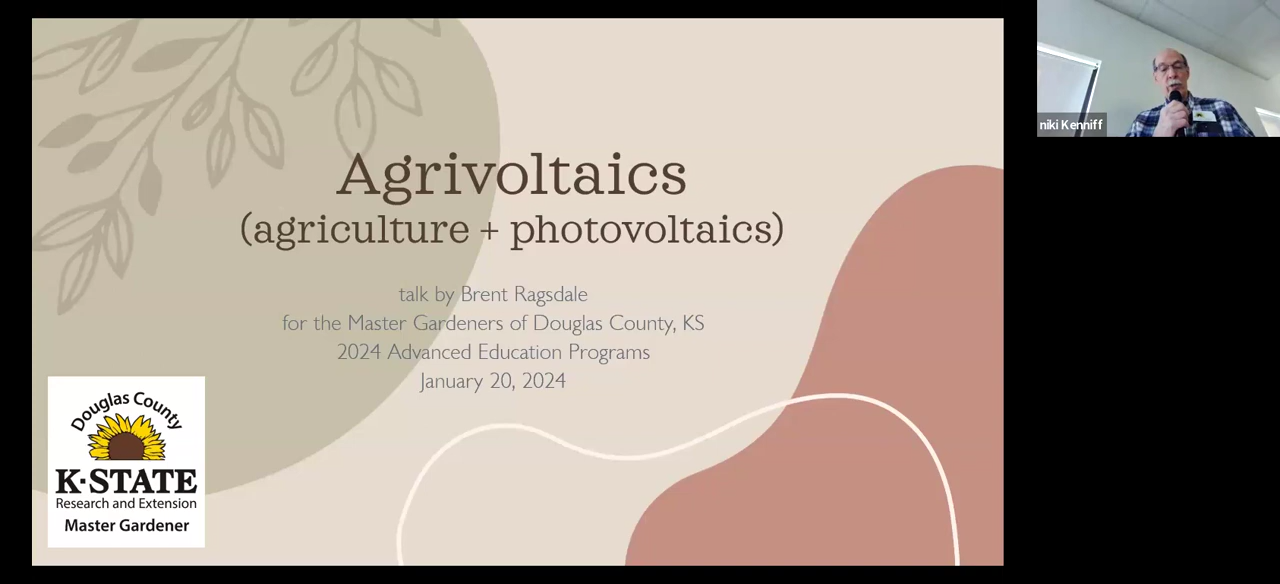 Agrivoltaics
(agriculture + photovoltaics)
talk by Brent Ragsdale
for the Master Gardeners of Douglas County, KS
2024 Advanced Education Programs
January 20, 2024
Douglas County
K-STATE
Research and Extension
Master Gardener
niki Kenniff